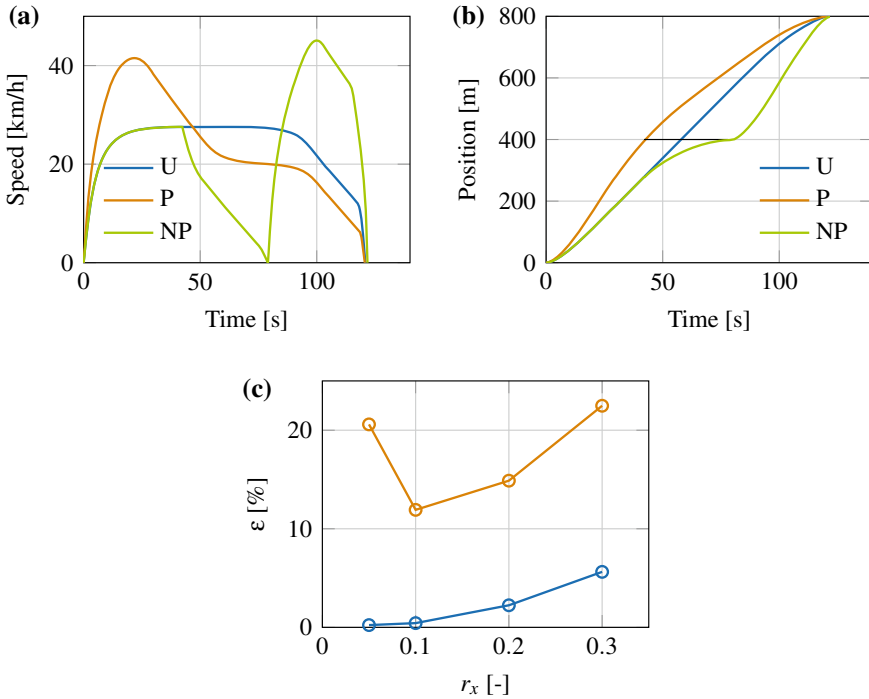 (a)
Speed [km/h]
40
20
0
U
P
NP
0 50 100
Time [s]
(b)
Position [m]
800
600
400
200
0
U
P
NP
0 50 100
Time [s]
(c)
ε [%]
20
10
0
0 0.1 0.2 0.3
r_x [-]